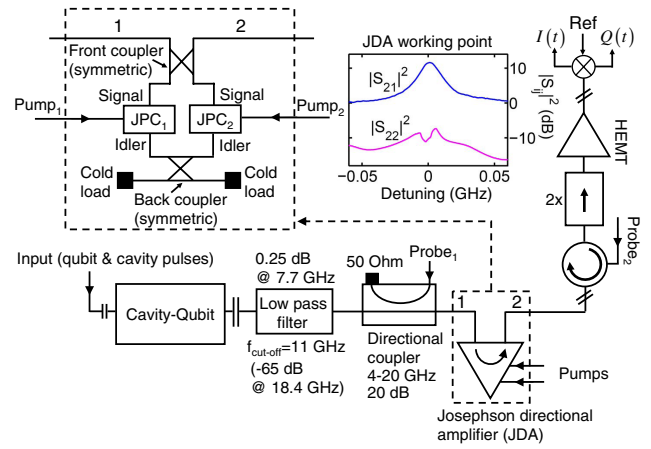 1
2
Front coupler
(symmetric)
Signal
Signal
Pump₁
JPC₁
JPC₂
Pump₂
Idler
Idler
Cold
load
Cold
load
Back coupler
(symmetric)
JDA working point
|S₂₁|²
|S₂₂|²
10
0
−10
|Sᵢⱼ|² (dB)
−0.05
0
0.05
Detuning (GHz)
Ref
I(t)
Q(t)
HEMT
2x
Probe₂
Input (qubit & cavity pulses)
Cavity-Qubit
0.25 dB
@ 7.7 GHz
Low pass
filter
f_cut-off=11 GHz
(-65 dB
@ 18.4 GHz)
50 Ohm
Probe₁
Directional
coupler
4-20 GHz
20 dB
1
2
Pumps
Josephson directional
amplifier (JDA)